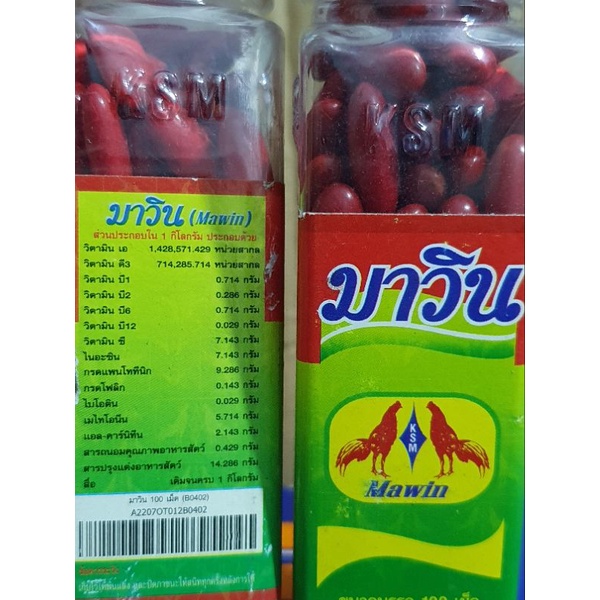 KSM
มาวิน (Mawin)
ส่วนประกอบใน 1 กิโลกรัม ประกอบด้วย
วิตามิน เอ 1,428,571.429 หน่วยสากล
วิตามิน ดี3 714,285.714 หน่วยสากล
วิตามิน บี1 0.714 กรัม
วิตามิน บี2 0.286 กรัม
วิตามิน บี6 0.714 กรัม
วิตามิน บี12 0.029 กรัม
วิตามิน ซี 7.143 กรัม
ไนอะซิน 7.143 กรัม
กรดแพนโททีนิก 9.286 กรัม
กรดโฟลิก 0.143 กรัม
ไบโอติน 0.029 กรัม
เมไทโอนีน 5.714 กรัม
แอล-คาร์นิทีน 2.143 กรัม
สารถนอมคุณภาพอาหารสัตว์ 0.429 กรัม
สารปรุงแต่งอาหารสัตว์ 14.286 กรัม
สื่อ เติมจนครบ 1 กิโลกรัม
มาวิน 100 เม็ด (B0402)
A2207OT012B0402
KSM
มาวิน
KSM
Mawin
ขนาดบรรจุ 100 เม็ด